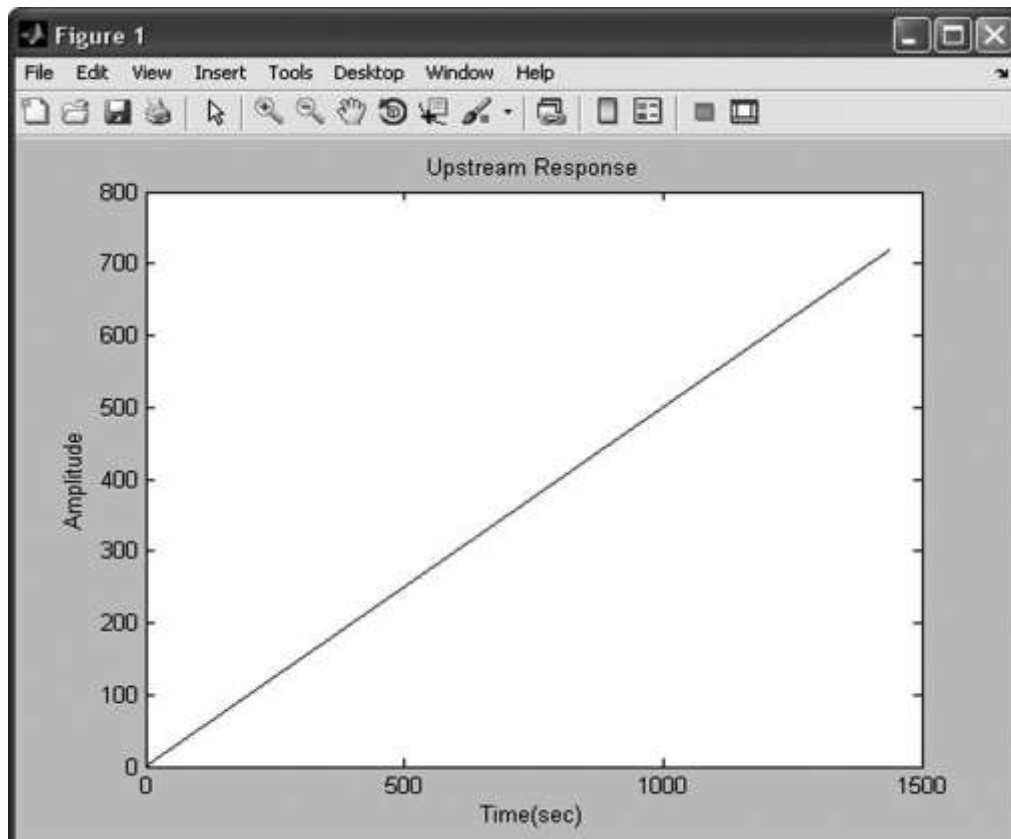 Figure 1
File Edit View Insert Tools Desktop Window Help
Upstream Response
800
700
600
500
400
300
200
100
0
Amplitude
0 500 1000 1500
Time(sec)